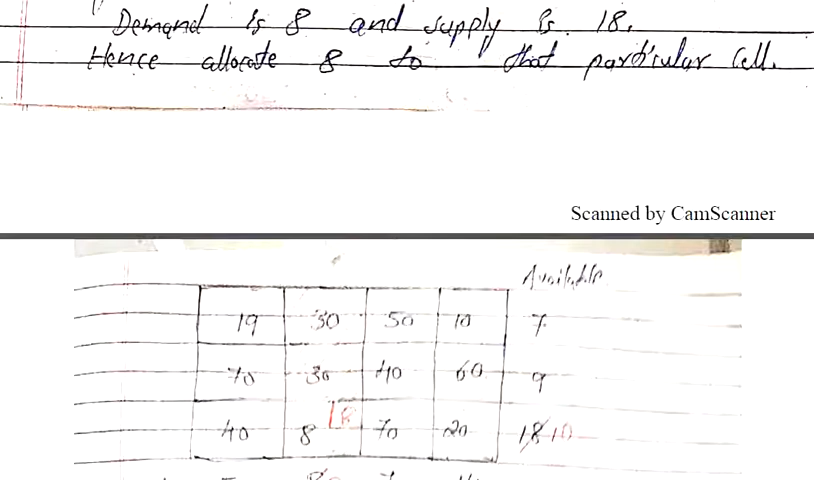 Demand is 8 and supply is 18.
Hence allocate 8 to that particular Cell.
Scanned by CamScanner
Available
19 30 50 10 7
70 30 40 60 9
40 8 8 70 20 18 10